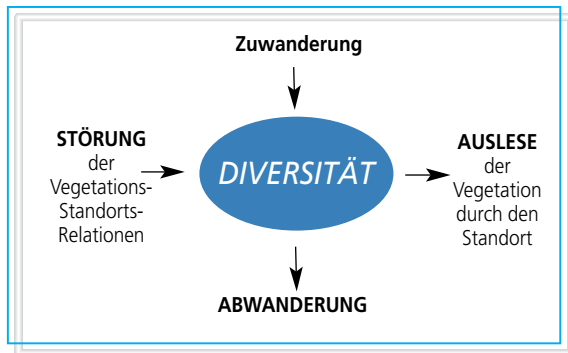 Zuwanderung
STÖRUNG
der
Vegetations-
Standorts-
Relationen
DIVERSITÄT
AUSLESE
der
Vegetation
durch den
Standort
ABWANDERUNG